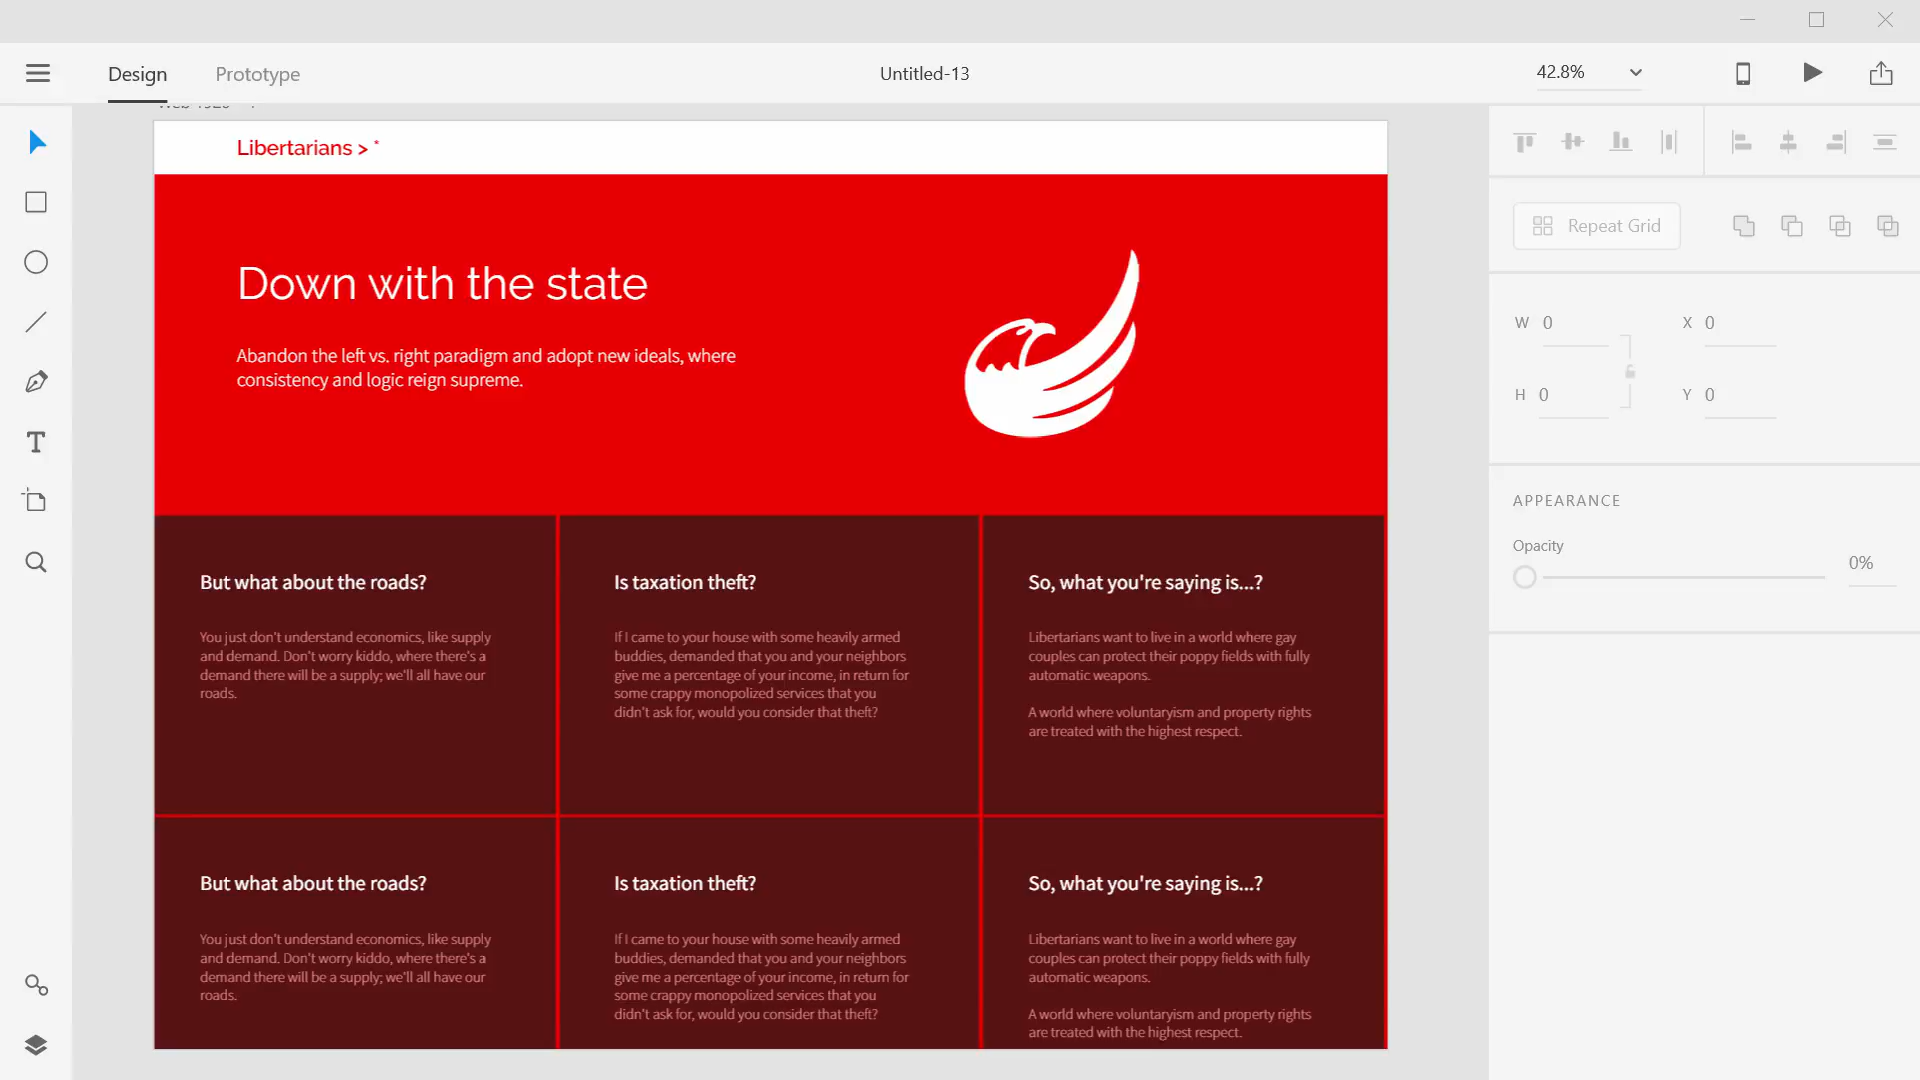 Design
Prototype
Untitled-13
42.8%
Libertarians > *
Down with the state
Abandon the left vs. right paradigm and adopt new ideals, where
consistency and logic reign supreme.
But what about the roads?
You just don't understand economics, like supply
and demand. Don't worry kiddo, where there's a
demand there will be a supply; we'll all have our
roads.
Is taxation theft?
If I came to your house with some heavily armed
buddies, demanded that you and your neighbors
give me a percentage of your income, in return for
some crappy monopolized services that you
didn't ask for, would you consider that theft?
So, what you're saying is...?
Libertarians want to live in a world where gay
couples can protect their poppy fields with fully
automatic weapons.
A world where voluntaryism and property rights
are treated with the highest respect.
But what about the roads?
You just don't understand economics, like supply
and demand. Don't worry kiddo, where there's a
demand there will be a supply; we'll all have our
roads.
Is taxation theft?
If I came to your house with some heavily armed
buddies, demanded that you and your neighbors
give me a percentage of your income, in return for
some crappy monopolized services that you
didn't ask for, would you consider that theft?
So, what you're saying is...?
Libertarians want to live in a world where gay
couples can protect their poppy fields with fully
automatic weapons.
A world where voluntaryism and property rights
are treated with the highest respect.
Repeat Grid
W 0 X 0
H 0 Y 0
APPEARANCE
Opacity
0%